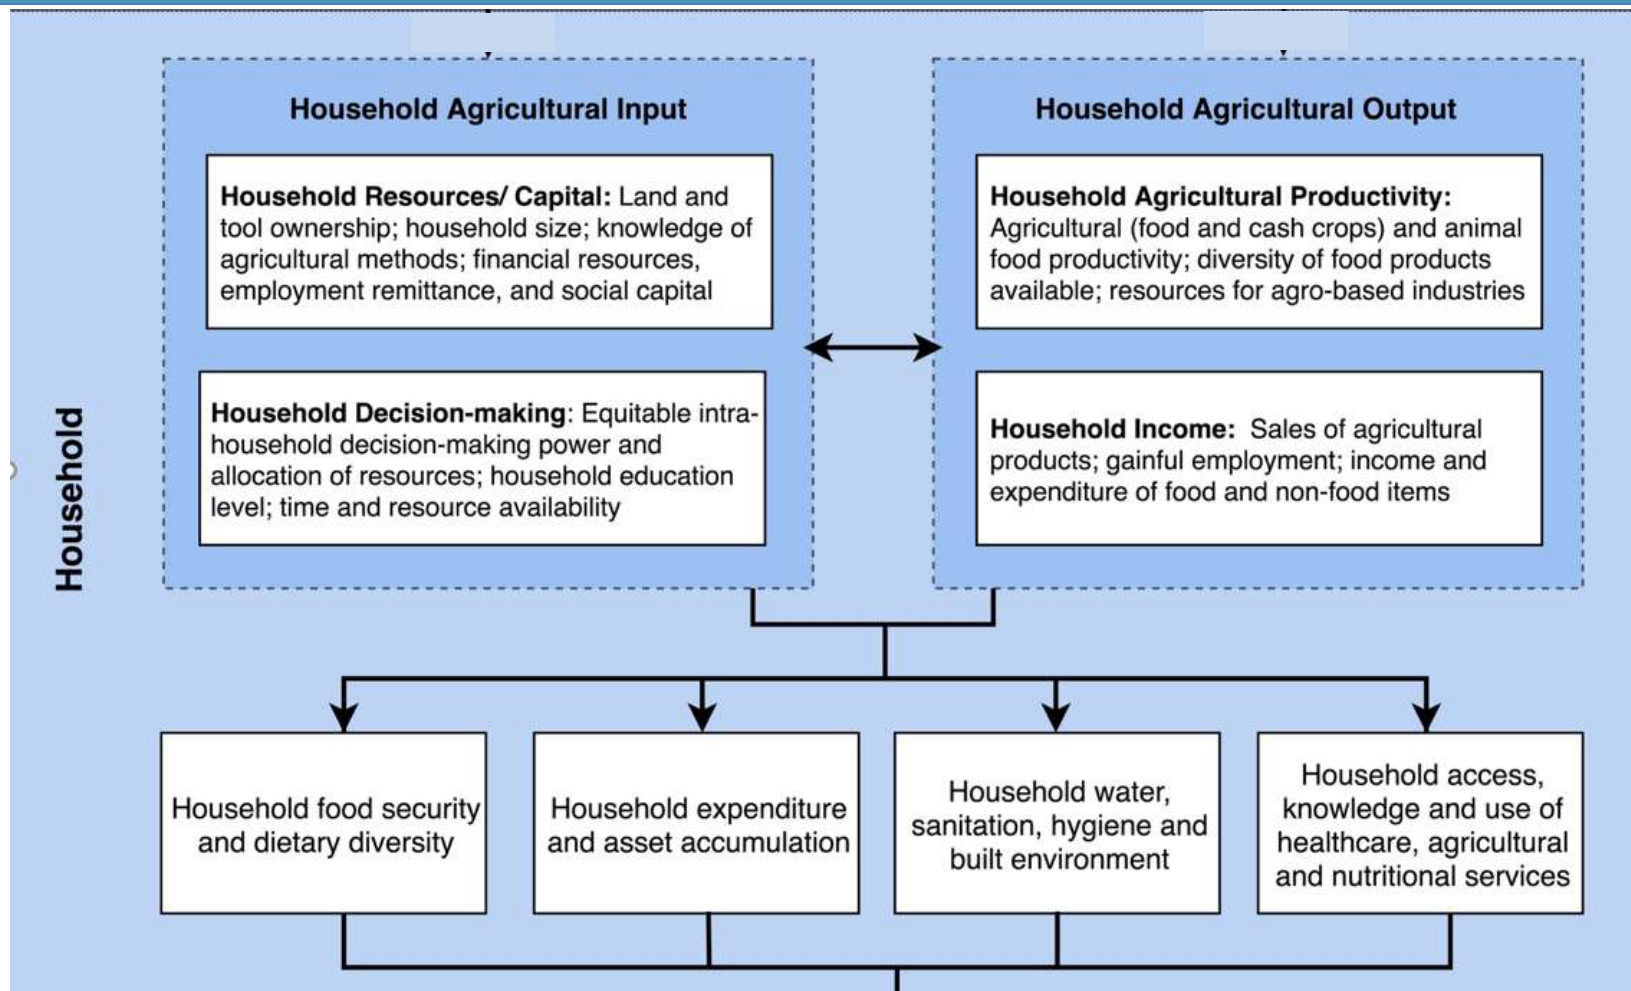 Household
Household Agricultural Input
Household Resources/ Capital: Land and
tool ownership; household size; knowledge of
agricultural methods; financial resources,
employment remittance, and social capital
Household Decision-making: Equitable intra-
household decision-making power and
allocation of resources; household education
level; time and resource availability
Household Agricultural Output
Household Agricultural Productivity:
Agricultural (food and cash crops) and animal
food productivity; diversity of food products
available; resources for agro-based industries
Household Income:  Sales of agricultural
products; gainful employment; income and
expenditure of food and non-food items
Household food security
and dietary diversity
Household expenditure
and asset accumulation
Household water,
sanitation, hygiene and
built environment
Household access,
knowledge and use of
healthcare, agricultural
and nutritional services